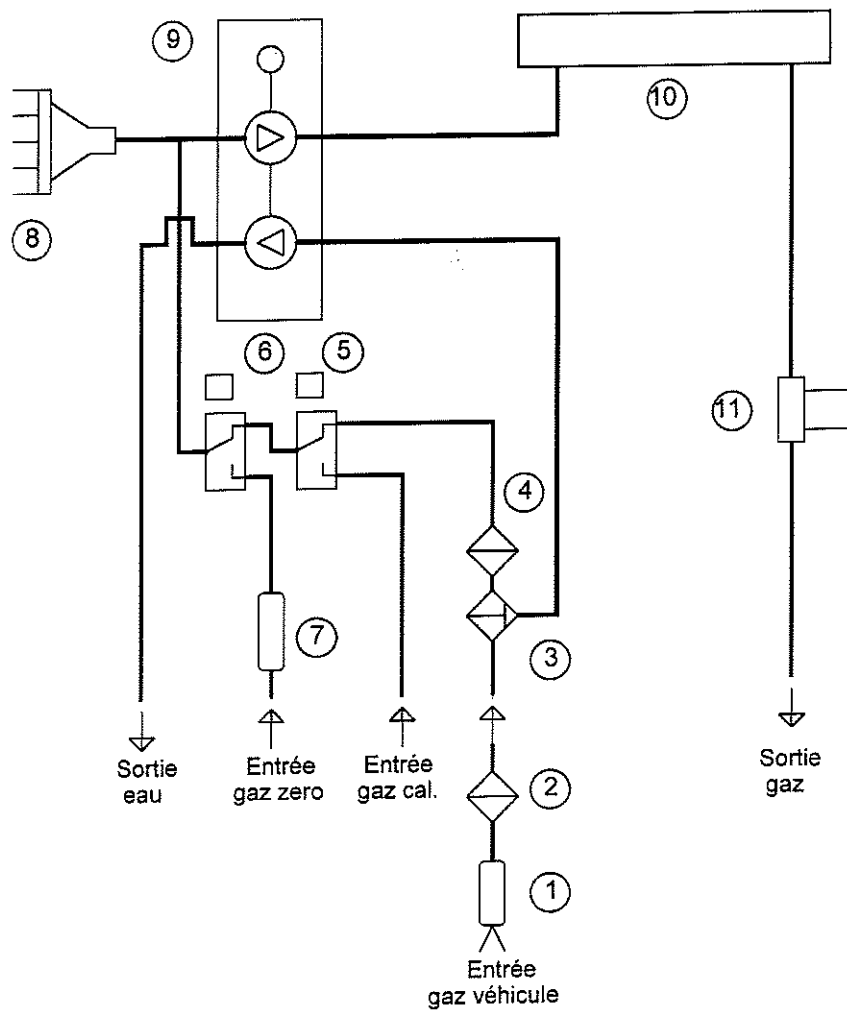 9
10
8
6
5
11
4
7
3
Sortie
eau
Entrée
gaz zero
Entrée
gaz cal.
Sortie
gaz
2
1
Entrée
gaz véhicule